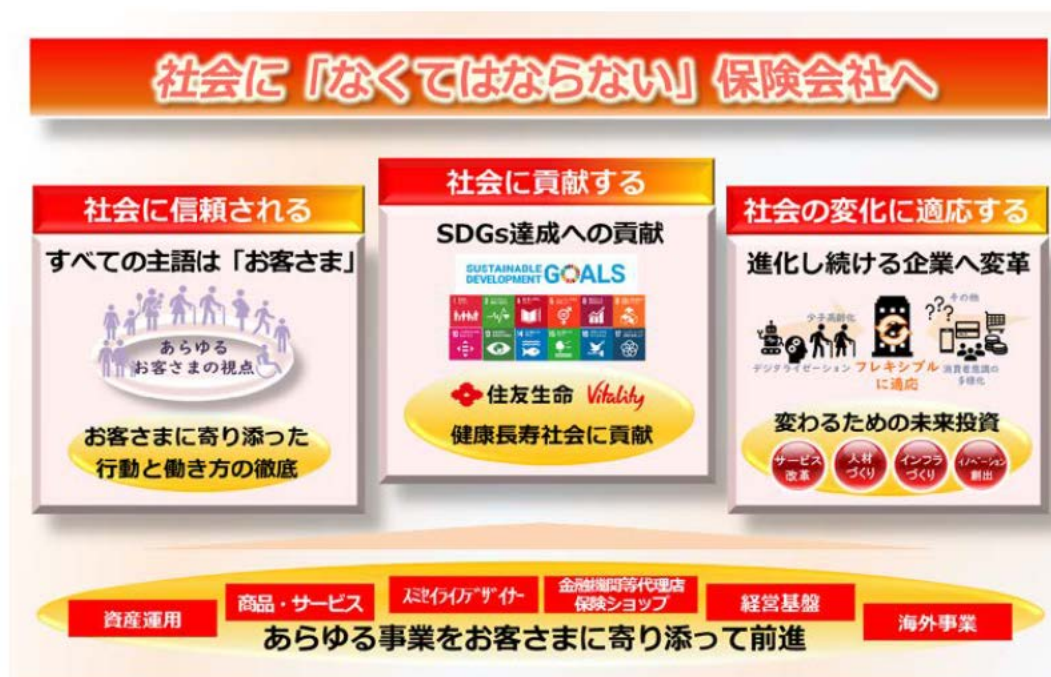 社会に「なくてはならない」保険会社へ
社会に信頼される
すべての主語は「お客さま」
あらゆる
お客さまの視点
お客さまに寄り添った
行動と働き方の徹底
社会に貢献する
SDGs達成への貢献
SUSTAINABLE
DEVELOPMENT GOALS
住友生命 Vitality
健康長寿社会に貢献
社会の変化に適応する
進化し続ける企業へ変革
少子高齢化
???
その他
デジタライゼーション
フレキシブル
に適応
消費者意識の
多様化
変わるための未来投資
サービス
改革
人材
づくり
インフラ
づくり
イノベーション
創出
資産運用
商品・サービス
スミセイライフデザイナー
金融機関等代理店
保険ショップ
経営基盤
海外事業
あらゆる事業をお客さまに寄り添って前進